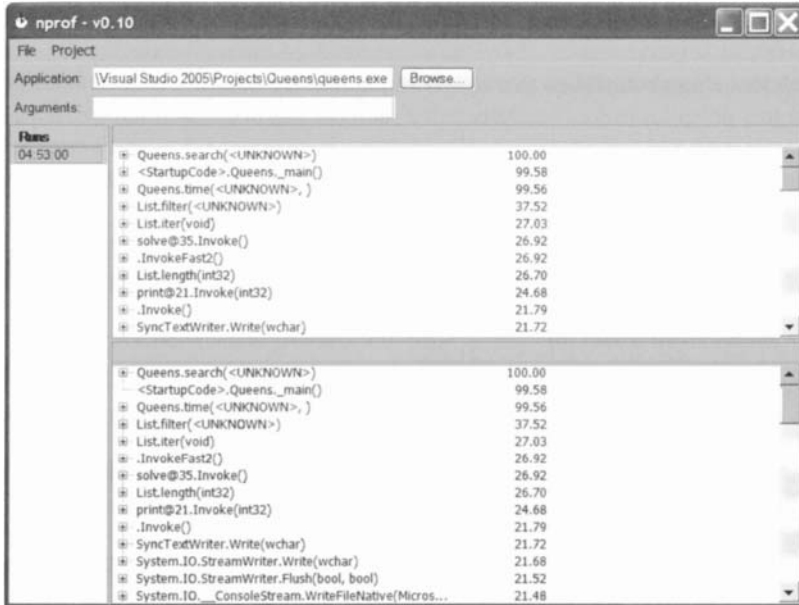 nprof - v0.10
File Project
Application: \Visual Studio 2005\Projects\Queens\queens.exe Browse...
Arguments:
Runs
04:53:00
Queens.search(<UNKNOWN>) 100.00
<StartupCode>.Queens._main() 99.58
Queens.time(<UNKNOWN>, ) 99.56
List.filter(<UNKNOWN>) 37.52
List.iter(void) 27.03
solve@35.Invoke() 26.92
.InvokeFast2() 26.92
List.length(int32) 26.70
print@21.Invoke(int32) 24.68
.Invoke() 21.79
SyncTextWriter.Write(wchar) 21.72
Queens.search(<UNKNOWN>) 100.00
<StartupCode>.Queens._main() 99.58
Queens.time(<UNKNOWN>, ) 99.56
List.filter(<UNKNOWN>) 37.52
List.iter(void) 27.03
.InvokeFast2() 26.92
solve@35.Invoke() 26.92
List.length(int32) 26.70
print@21.Invoke(int32) 24.68
.Invoke() 21.79
SyncTextWriter.Write(wchar) 21.72
System.IO.StreamWriter.Write(wchar) 21.68
System.IO.StreamWriter.Flush(bool, bool) 21.52
System.IO.__ConsoleStream.WriteFileNative(Micros... 21.48